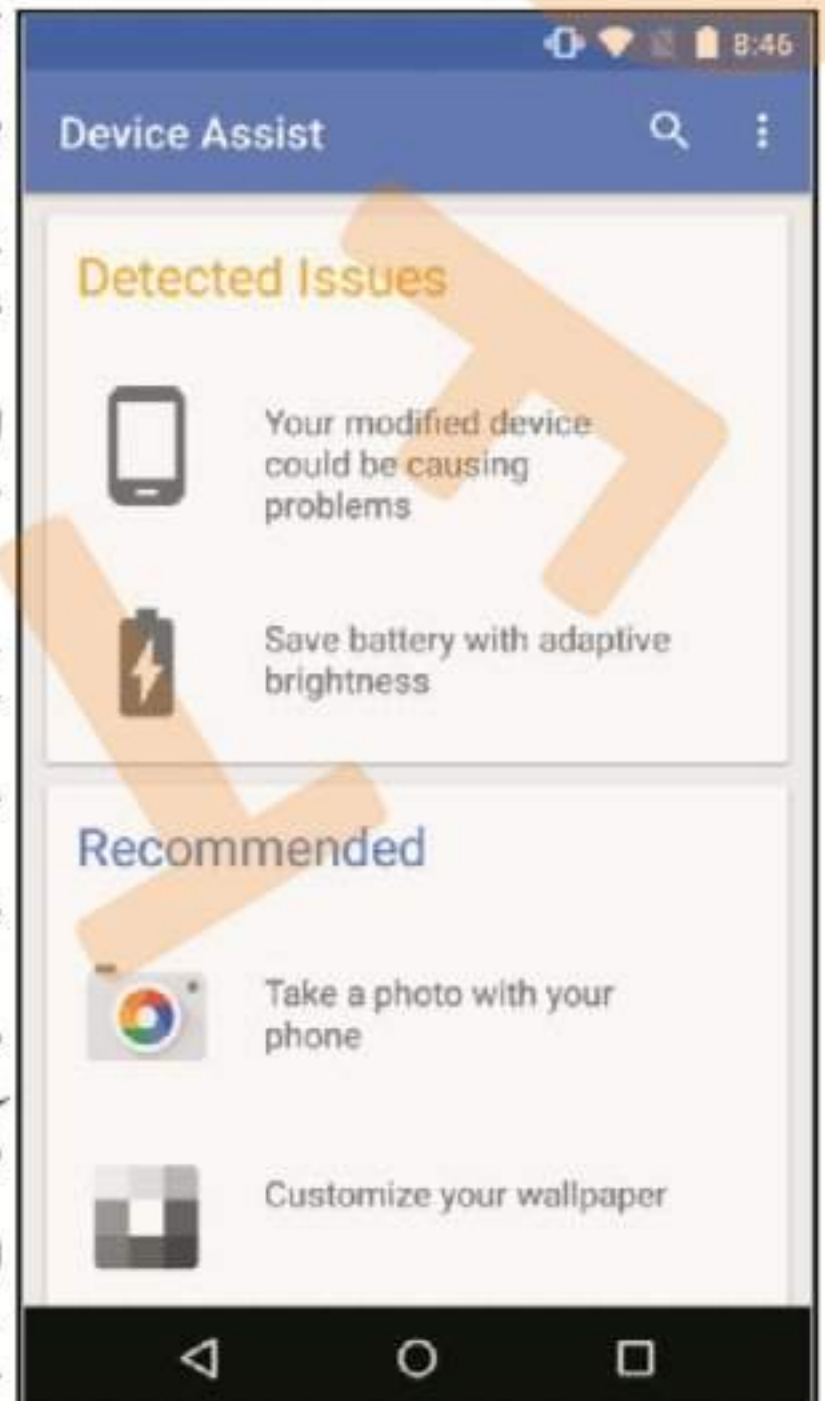 8:46
Device Assist
Detected Issues
Your modified device
could be causing
problems
Save battery with adaptive
brightness
Recommended
Take a photo with your
phone
Customize your wallpaper